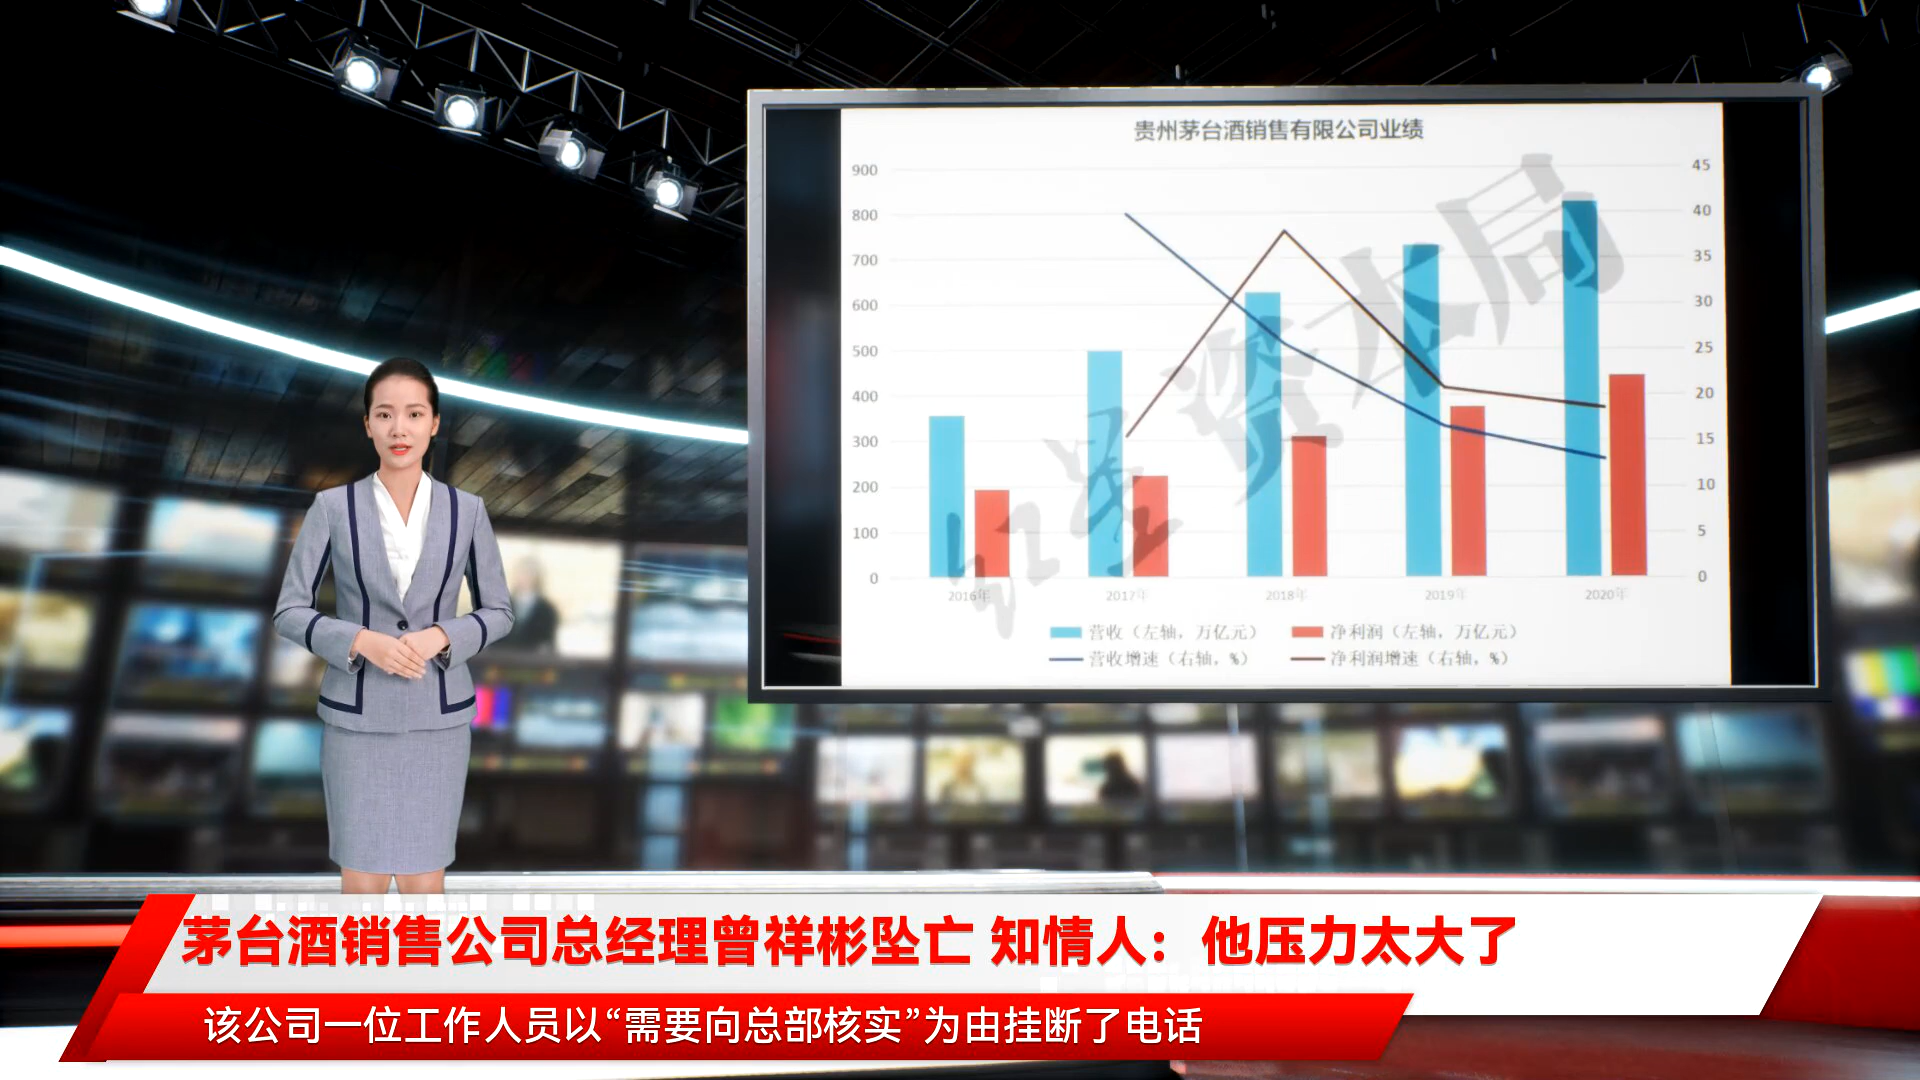 贵州茅台酒销售有限公司业绩
900
800
700
600
500
400
300
200
100
0
45
40
35
30
25
20
15
10
5
0
2016年
2017年
2018年
2019年
2020年
营收（左轴，万亿元）
净利润（左轴，万亿元）
营收增速（右轴，%）
净利润增速（右轴，%）
红星资本局
茅台酒销售公司总经理曾祥彬坠亡 知情人：他压力太大了
该公司一位工作人员以“需要向总部核实”为由挂断了电话